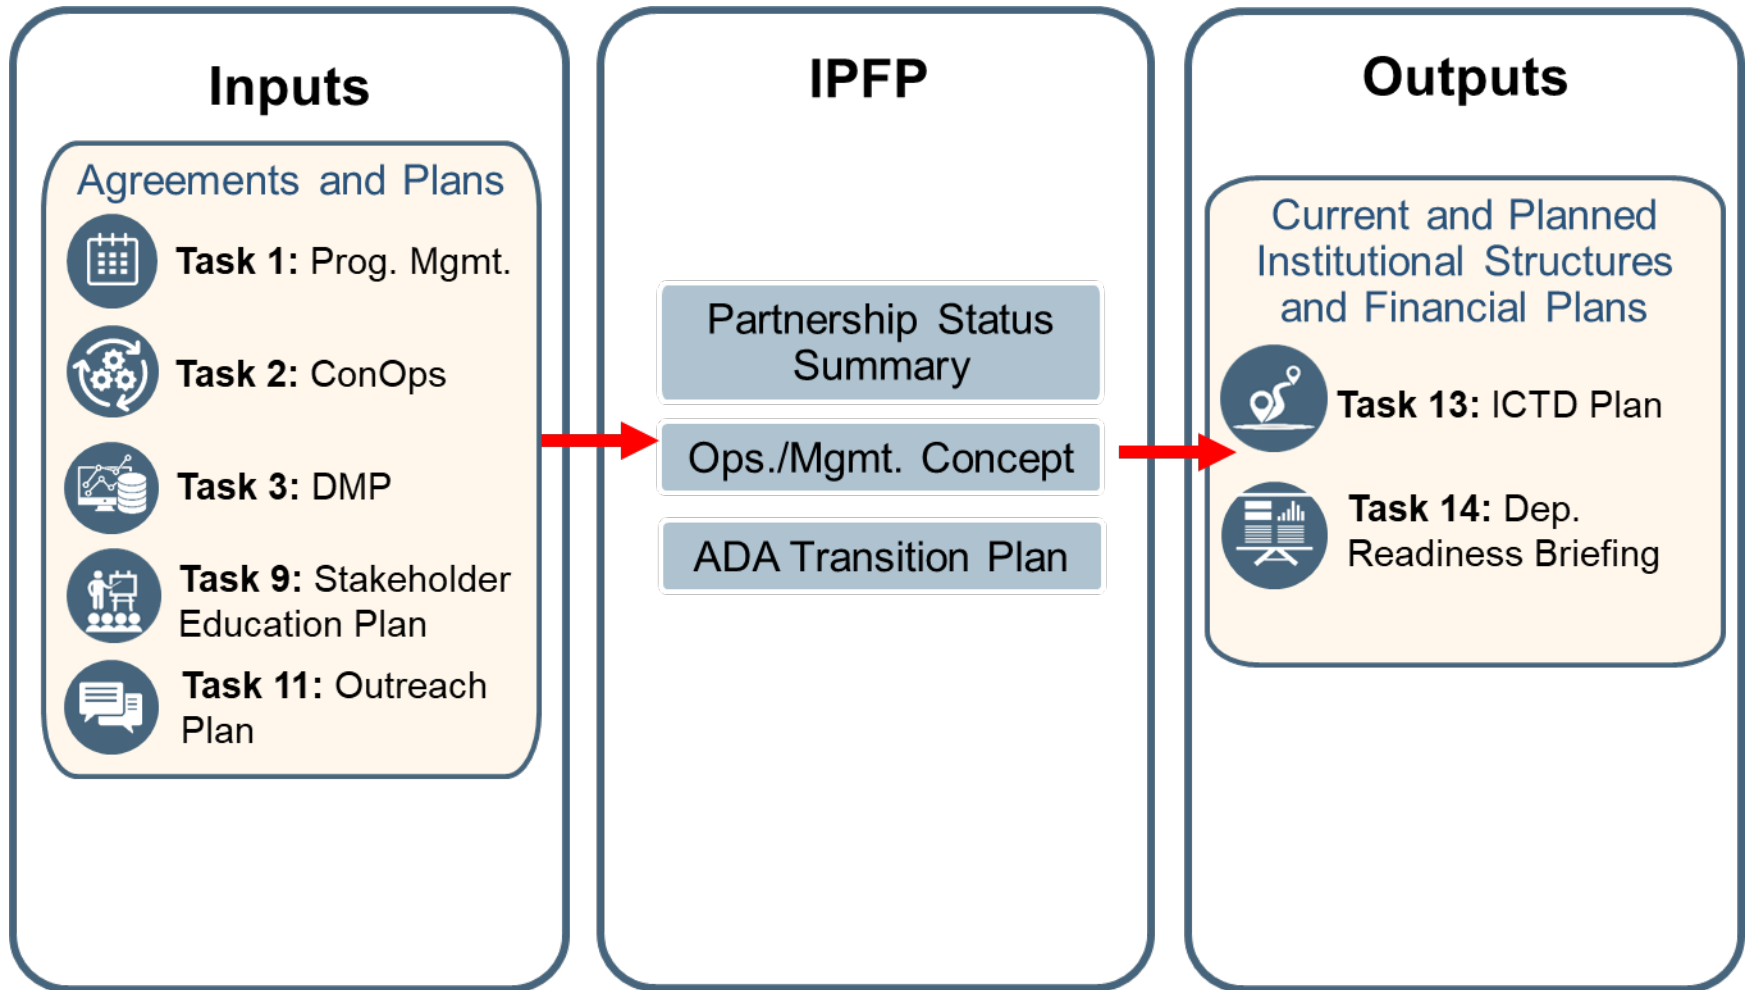 Inputs
Agreements and Plans
Task 1: Prog. Mgmt.
Task 2: ConOps
Task 3: DMP
Task 9: Stakeholder
Education Plan
Task 11: Outreach
Plan
IPFP
Partnership Status
Summary
Ops./Mgmt. Concept
ADA Transition Plan
Outputs
Current and Planned
Institutional Structures
and Financial Plans
Task 13: ICTD Plan
Task 14: Dep.
Readiness Briefing